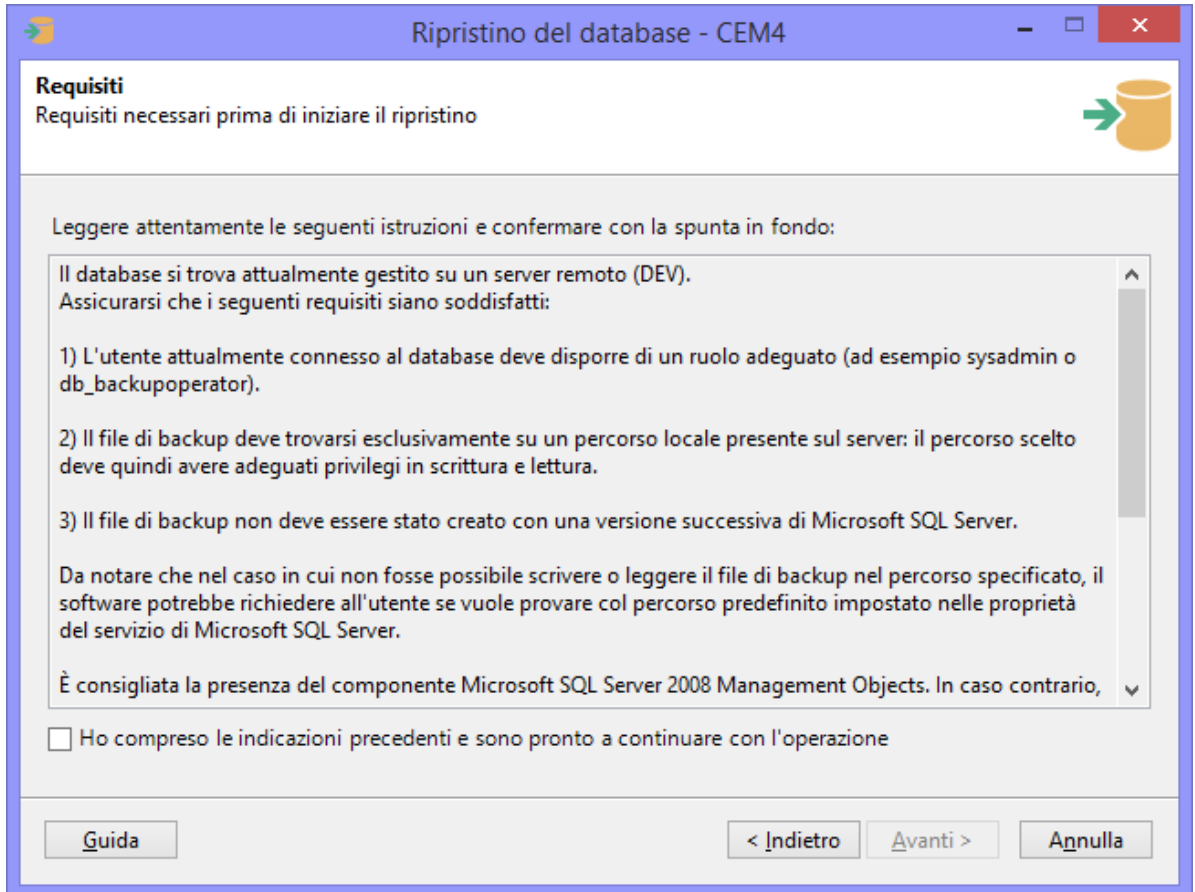 Ripristino del database - CEM4
Requisiti
Requisiti necessari prima di iniziare il ripristino
Leggere attentamente le seguenti istruzioni e confermare con la spunta in fondo:
Il database si trova attualmente gestito su un server remoto (DEV).
Assicurarsi che i seguenti requisiti siano soddisfatti:
1) L'utente attualmente connesso al database deve disporre di un ruolo adeguato (ad esempio sysadmin o
db_backupoperator).
2) Il file di backup deve trovarsi esclusivamente su un percorso locale presente sul server: il percorso scelto
deve quindi avere adeguati privilegi in scrittura e lettura.
3) Il file di backup non deve essere stato creato con una versione successiva di Microsoft SQL Server.
Da notare che nel caso in cui non fosse possibile scrivere o leggere il file di backup nel percorso specificato, il
software potrebbe richiedere all'utente se vuole provare col percorso predefinito impostato nelle proprietà
del servizio di Microsoft SQL Server.
È consigliata la presenza del componente Microsoft SQL Server 2008 Management Objects. In caso contrario,
Ho compreso le indicazioni precedenti e sono pronto a continuare con l'operazione
Guida
< Indietro
Avanti >
Annulla